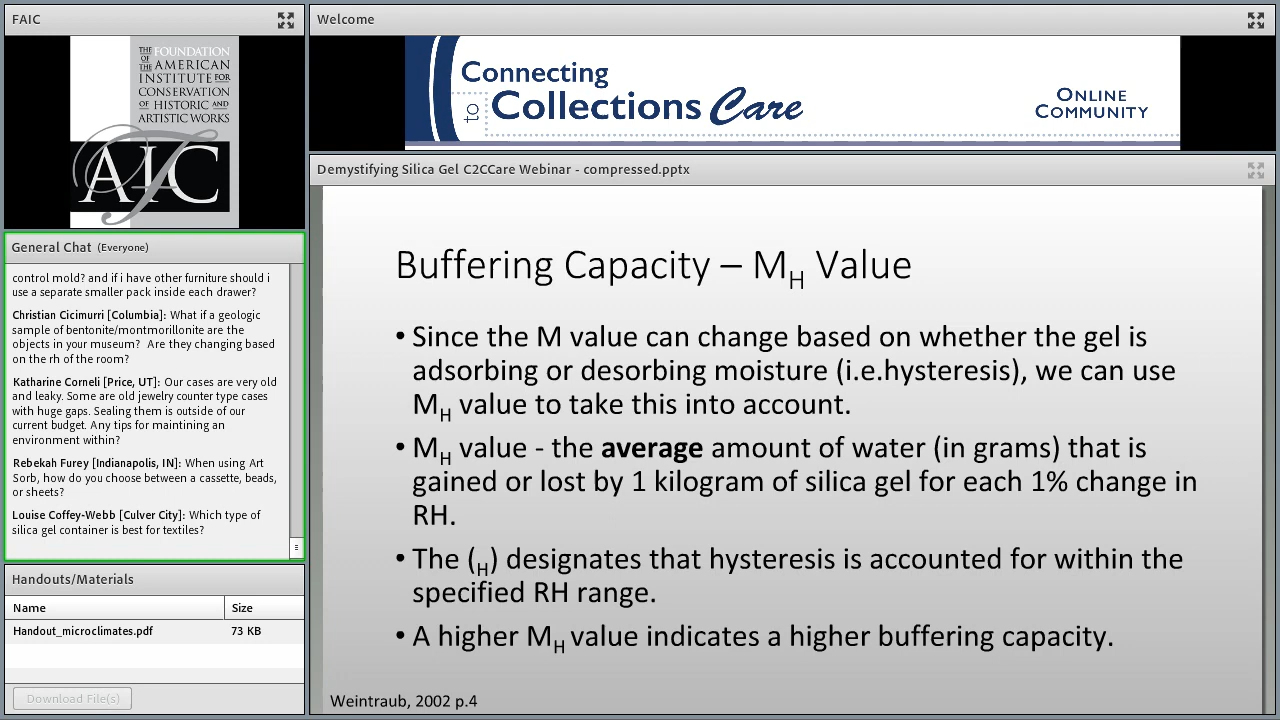 FAIC
THE FOUNDATION
OF THE AMERICAN
INSTITUTE FOR
CONSERVATION
OF HISTORIC AND
ARTISTIC WORKS
AIC
Welcome
Connecting
to Collections Care
ONLINE
COMMUNITY
General Chat (Everyone)
control mold? and if i have other furniture should i
use a separate smaller pack inside each drawer?
Christian Cicimurri [Columbia]: What if a geologic
sample of bentonite/montmorillonite are the
objects in your museum? Are they changing based
on the rh of the room?
Katharine Corneli [Price, UT]: Our cases are very old
and leaky. Some are old jewelry counter type cases
with huge gaps. Sealing them is outside of our
current budget. Any tips for maintining an
environment within?
Rebekah Furey [Indianapolis, IN]: When using Art
Sorb, how do you choose between a cassette, beads,
or sheets?
Louise Coffey-Webb [Culver City]: Which type of
silica gel container is best for textiles?
Handouts/Materials
Name Size
Handout_microclimates.pdf 73 KB
Download File(s)
Demystifying Silica Gel C2CCare Webinar - compressed.pptx
Buffering Capacity – MH Value
• Since the M value can change based on whether the gel is
adsorbing or desorbing moisture (i.e.hysteresis), we can use
MH value to take this into account.
• MH value - the average amount of water (in grams) that is
gained or lost by 1 kilogram of silica gel for each 1% change in
RH.
• The (H) designates that hysteresis is accounted for within the
specified RH range.
• A higher MH value indicates a higher buffering capacity.
Weintraub, 2002 p.4